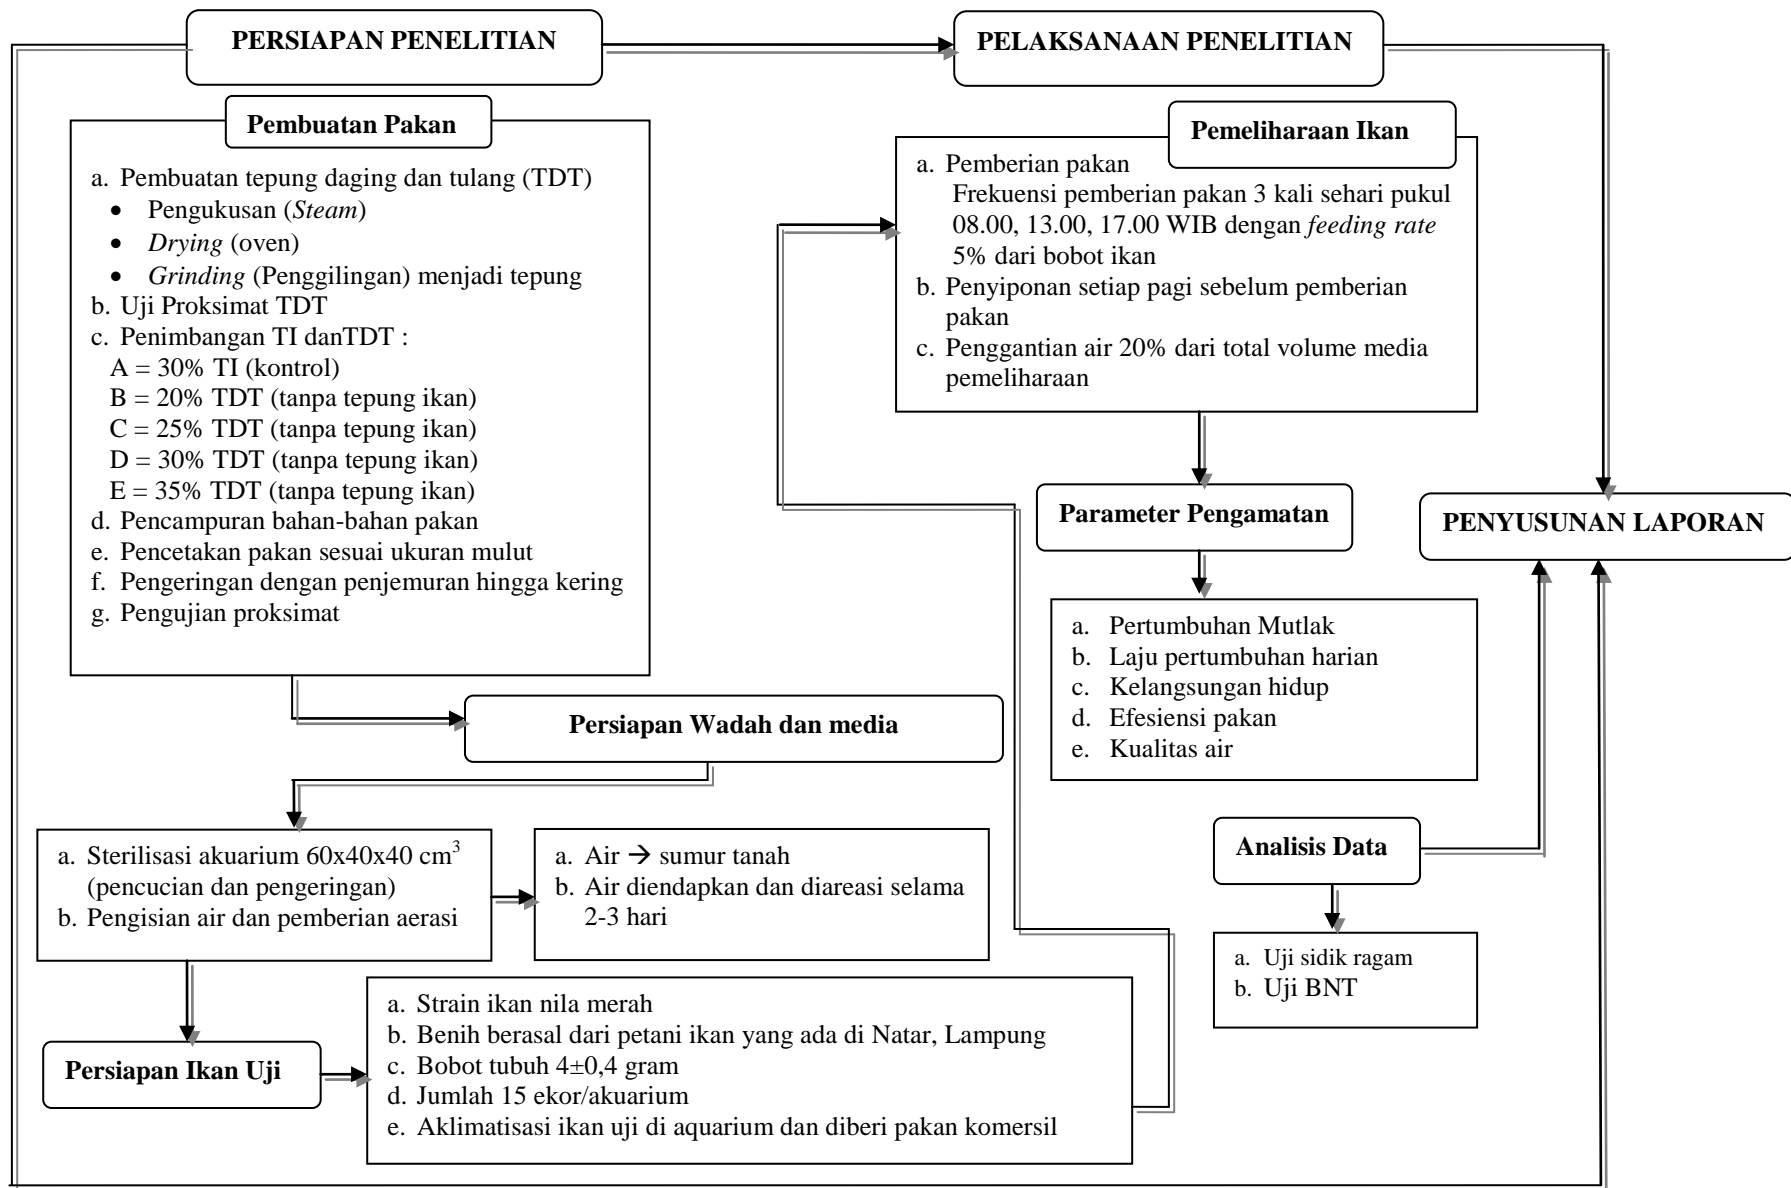 PERSIAPAN PENELITIAN
PELAKSANAAN PENELITIAN
Pembuatan Pakan
a. Pembuatan tepung daging dan tulang (TDT)
• Pengukusan (Steam)
• Drying (oven)
• Grinding (Penggilingan) menjadi tepung
b. Uji Proksimat TDT
c. Penimbangan TI danTDT :
A = 30% TI (kontrol)
B = 20% TDT (tanpa tepung ikan)
C = 25% TDT (tanpa tepung ikan)
D = 30% TDT (tanpa tepung ikan)
E = 35% TDT (tanpa tepung ikan)
d. Pencampuran bahan-bahan pakan
e. Pencetakan pakan sesuai ukuran mulut
f. Pengeringan dengan penjemuran hingga kering
g. Pengujian proksimat
Persiapan Wadah dan media
a. Sterilisasi akuarium 60x40x40 cm³
(pencucian dan pengeringan)
b. Pengisian air dan pemberian aerasi
a. Air → sumur tanah
b. Air diendapkan dan diareasi selama
2-3 hari
Persiapan Ikan Uji
a. Strain ikan nila merah
b. Benih berasal dari petani ikan yang ada di Natar, Lampung
c. Bobot tubuh 4±0,4 gram
d. Jumlah 15 ekor/akuarium
e. Aklimatisasi ikan uji di aquarium dan diberi pakan komersil
Pemeliharaan Ikan
a. Pemberian pakan
Frekuensi pemberian pakan 3 kali sehari pukul
08.00, 13.00, 17.00 WIB dengan feeding rate
5% dari bobot ikan
b. Penyiponan setiap pagi sebelum pemberian
pakan
c. Penggantian air 20% dari total volume media
pemeliharaan
Parameter Pengamatan
a. Pertumbuhan Mutlak
b. Laju pertumbuhan harian
c. Kelangsungan hidup
d. Efesiensi pakan
e. Kualitas air
Analisis Data
a. Uji sidik ragam
b. Uji BNT
PENYUSUNAN LAPORAN